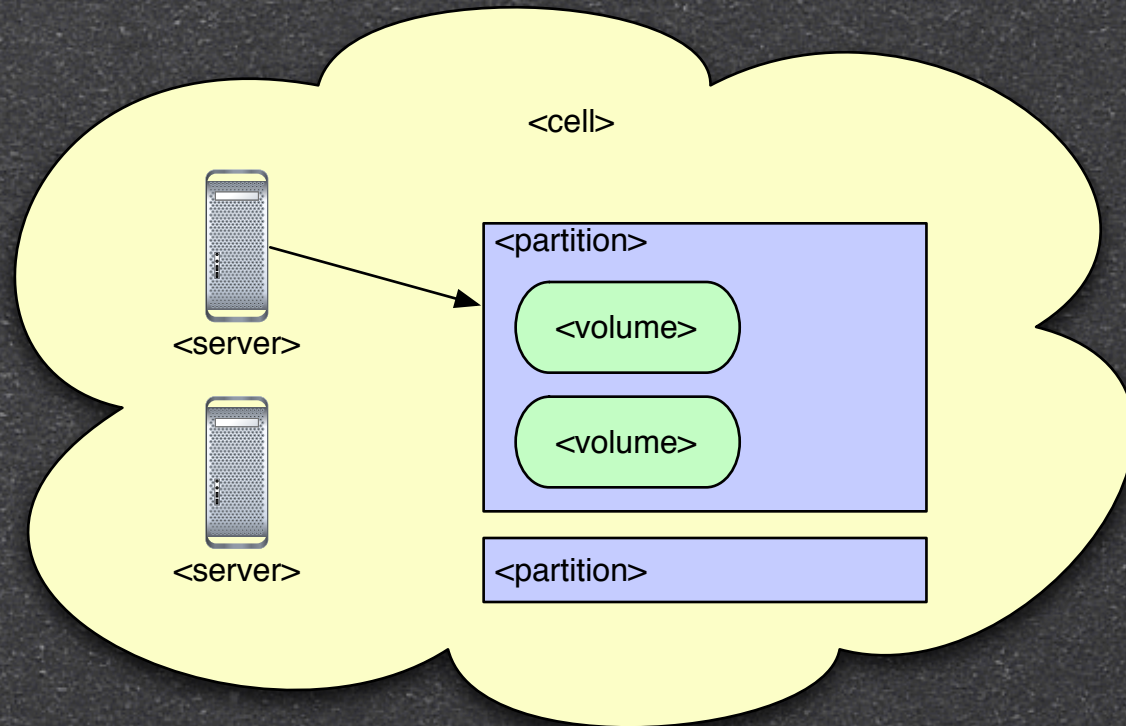 <cell>
<partition>
<volume>
<server>
<volume>
<server>
<partition>